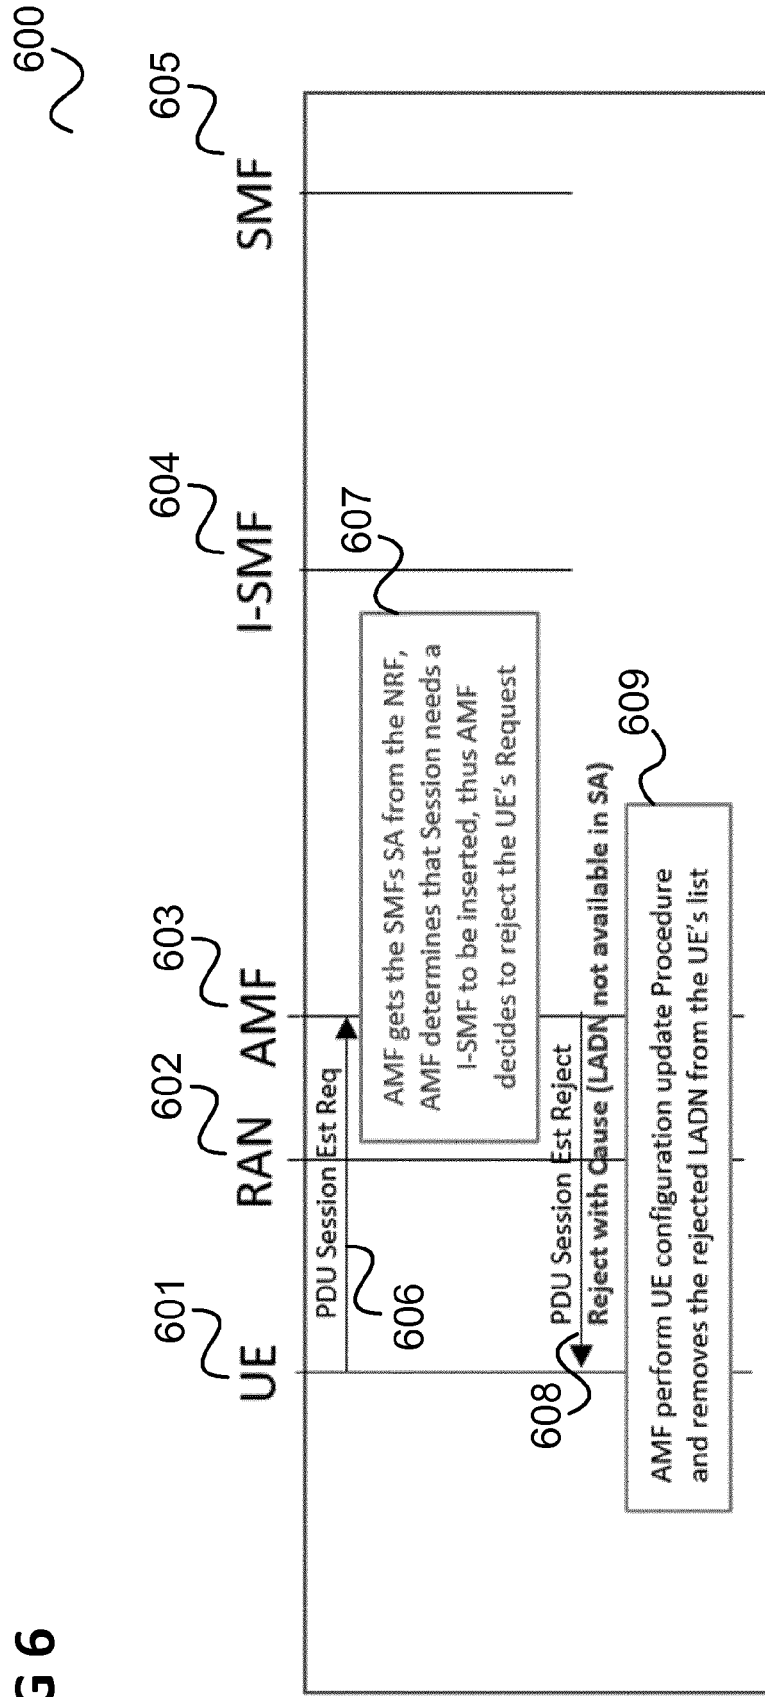 G 6
600
601
602
603
604
605
UE
RAN
AMF
I-SMF
SMF
PDU Session Est Req
606
AMF gets the SMFs SA from the NRF,
AMF determines that Session needs a
I-SMF to be inserted, thus AMF
decides to reject the UE's Request
607
PDU Session Est Reject
Reject with Cause (LADN not available in SA)
608
AMF perform UE configuration update Procedure
and removes the rejected LADN from the UE's list
609